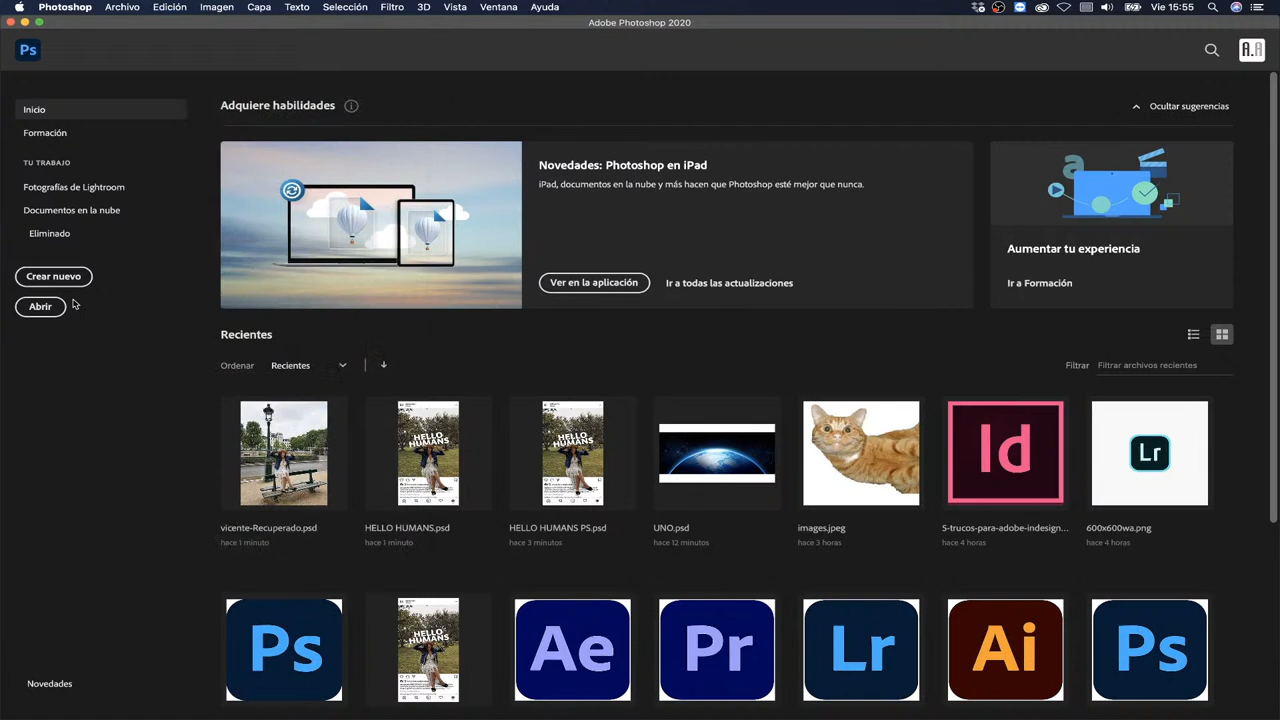 Photoshop Archivo Edición Imagen Capa Texto Selección Filtro 3D Vista Ventana Ayuda Vie 15:55
Adobe Photoshop 2020
Ps
A.A
Inicio
Formación
TU TRABAJO
Fotografías de Lightroom
Documentos en la nube
Eliminado
Crear nuevo
Abrir
Novedades
Adquiere habilidades
Ocultar sugerencias
Novedades: Photoshop en iPad
iPad, documentos en la nube y más hacen que Photoshop esté mejor que nunca.
Ver en la aplicación Ir a todas las actualizaciones
Aumentar tu experiencia
Ir a Formación
Recientes
Ordenar Recientes
Filtrar Filtrar archivos recientes
HELLO HUMANS
HELLO HUMANS
Id
Lr
vicente-Recuperado.psd HELLO HUMANS.psd HELLO HUMANS PS.psd UNO.psd images.jpeg 5-trucos-para-adobe-indesign... 600x600wa.png
hace 1 minuto hace 1 minuto hace 3 minutos hace 12 minutos hace 3 horas hace 4 horas hace 4 horas
Ps HELLO HUMANS Ae Pr Lr Ai Ps